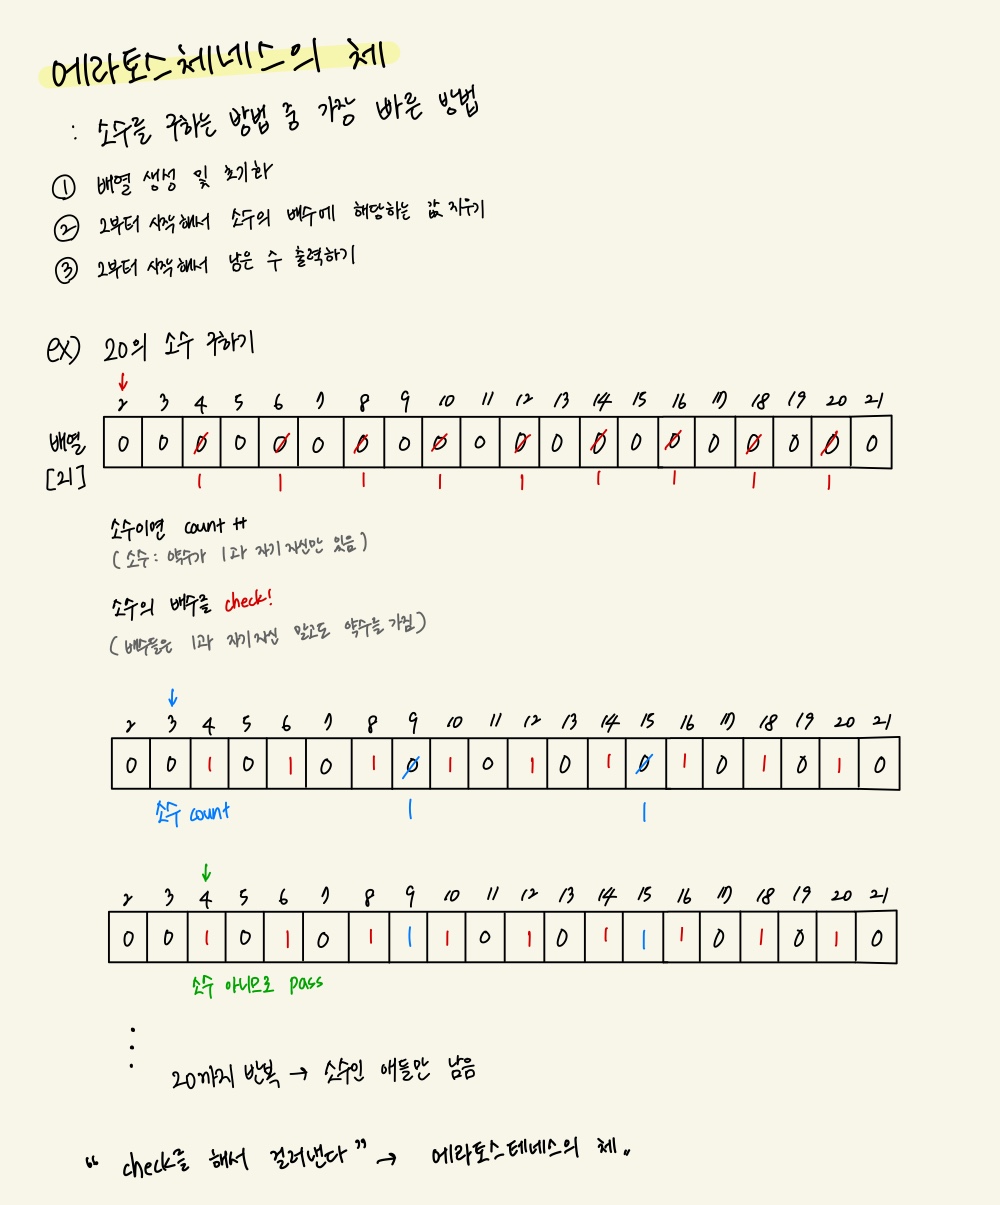 에라토스체네스의 체
: 소수를 구하는 방법 중 가장 빠른 방법
① 배열 생성 및 초기화
② 2부터 시작해서 소수의 배수에 해당하는 값 지우기
③ 2부터 시작해서 남은 수 출력하기
ex) 20의 소수 구하기
↓
2 3 4 5 6 7 8 9 10 11 12 13 14 15 16 17 18 19 20 21
배열 0 0 0 0 0 0 0 0 0 0 0 0 0 0 0 0 0 0 0 0
[21] 1 1 1 1 1 1 1 1 1
소수이면 count ++
(소수: 약수가 1과 자기 자신만 있음)
소수의 배수를 check!
(배수들은 1과 자기 자신 말고도 약수를 가짐)
↓
2 3 4 5 6 7 8 9 10 11 12 13 14 15 16 17 18 19 20 21
0 0 1 0 1 0 1 0 1 0 1 0 1 0 1 0 1 0 1 0
소수 count 1 1
↓
2 3 4 5 6 7 8 9 10 11 12 13 14 15 16 17 18 19 20 21
0 0 1 0 1 0 1 1 1 0 1 0 1 1 1 0 1 0 1 0
소수 아니므로 pass
⋮
20까지 반복 → 소수인 애들만 남음
“ check를 해서 걸러낸다 ” → 에라토스테네스의 체..